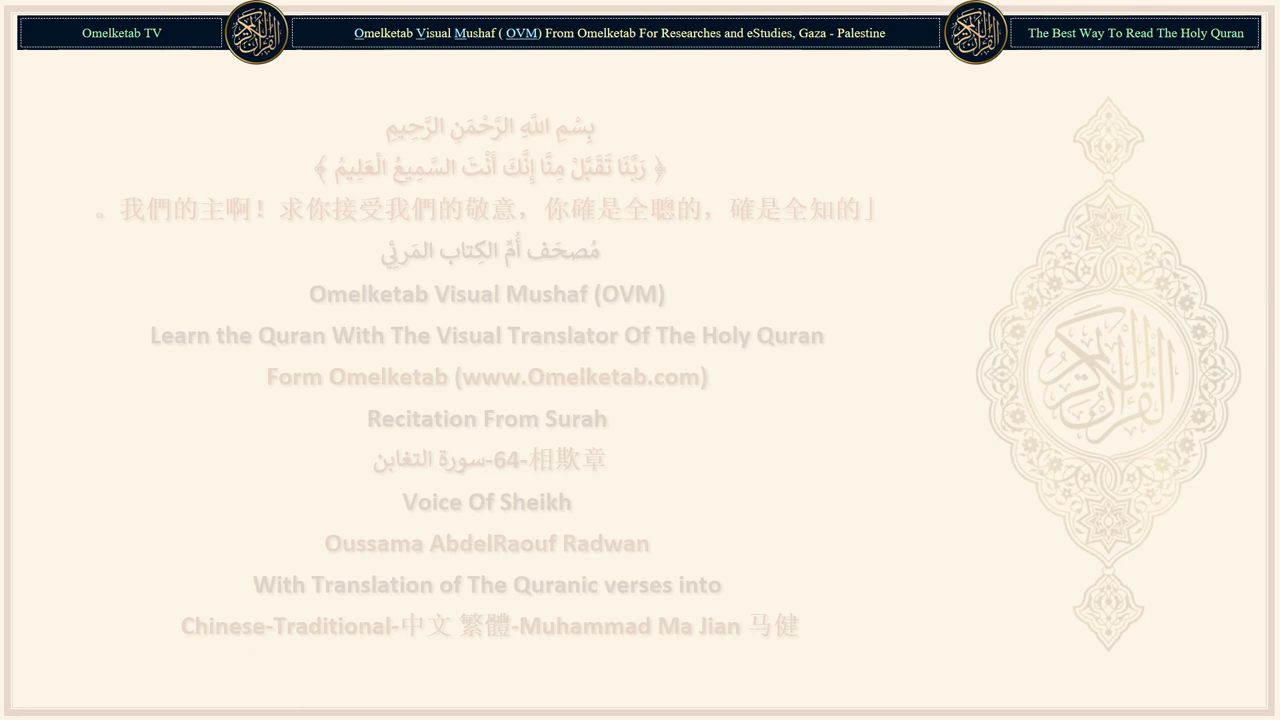 Omelketab TV
Omelketab Visual Mushaf ( OVM) From Omelketab For Researches and eStudies, Gaza - Palestine
The Best Way To Read The Holy Quran
بِسْمِ اللَّهِ الرَّحْمَنِ الرَّحِيمِ
﴿ رَبَّنَا تَقَبَّلْ مِنَّا إِنَّكَ أَنْتَ السَّمِيعُ الْعَلِيمُ ﴾
。我們的主啊！求你接受我們的敬意，你確是全聰的，確是全知的」
مُصحَف أُمِّ الكِتاب المَرئِي
Omelketab Visual Mushaf (OVM)
Learn the Quran With The Visual Translator Of The Holy Quran
Form Omelketab (www.Omelketab.com)
Recitation From Surah
سورة التغابن-64-相欺章
Voice Of Sheikh
Oussama AbdelRaouf Radwan
With Translation of The Quranic verses into
Chinese-Traditional-中文 繁體-Muhammad Ma Jian 马健
القرآن الكريم